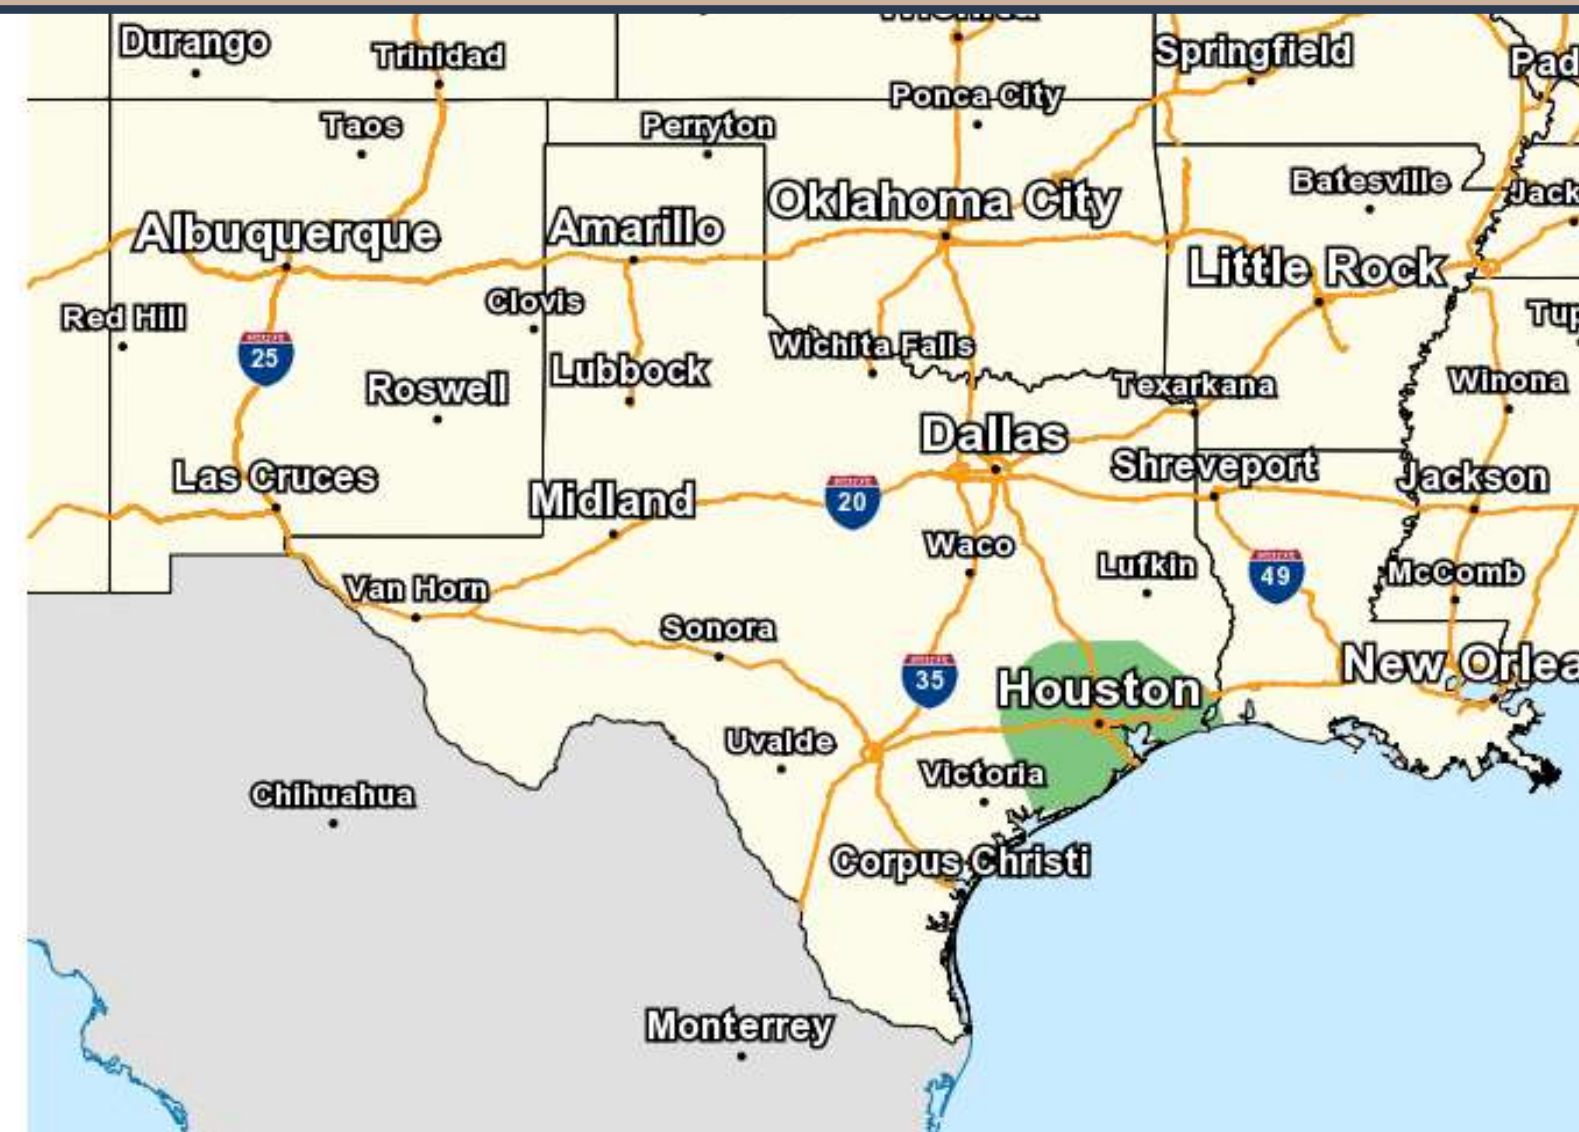 Durango
Trinidad
Springfield
Ponca City
Taos
Perryton
Batesville
Oklahoma City
Albuquerque
Amarillo
Little Rock
Clovis
Red Hill
Wichita Falls
25
Lubbock
Roswell
Texarkana
Winona
Dallas
Shreveport
Las Cruces
Jackson
Midland
20
Waco
Lufkin
49
McComb
Van Horn
Sonora
New Orlea
35
Houston
Uvalde
Victoria
Chihuahua
Corpus Christi
Monterrey